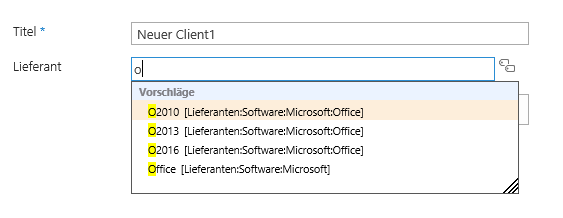 Titel *
Neuer Client1
Lieferant
o
Vorschläge
O2010 [Lieferanten:Software:Microsoft:Office]
O2013 [Lieferanten:Software:Microsoft:Office]
O2016 [Lieferanten:Software:Microsoft:Office]
Office [Lieferanten:Software:Microsoft]